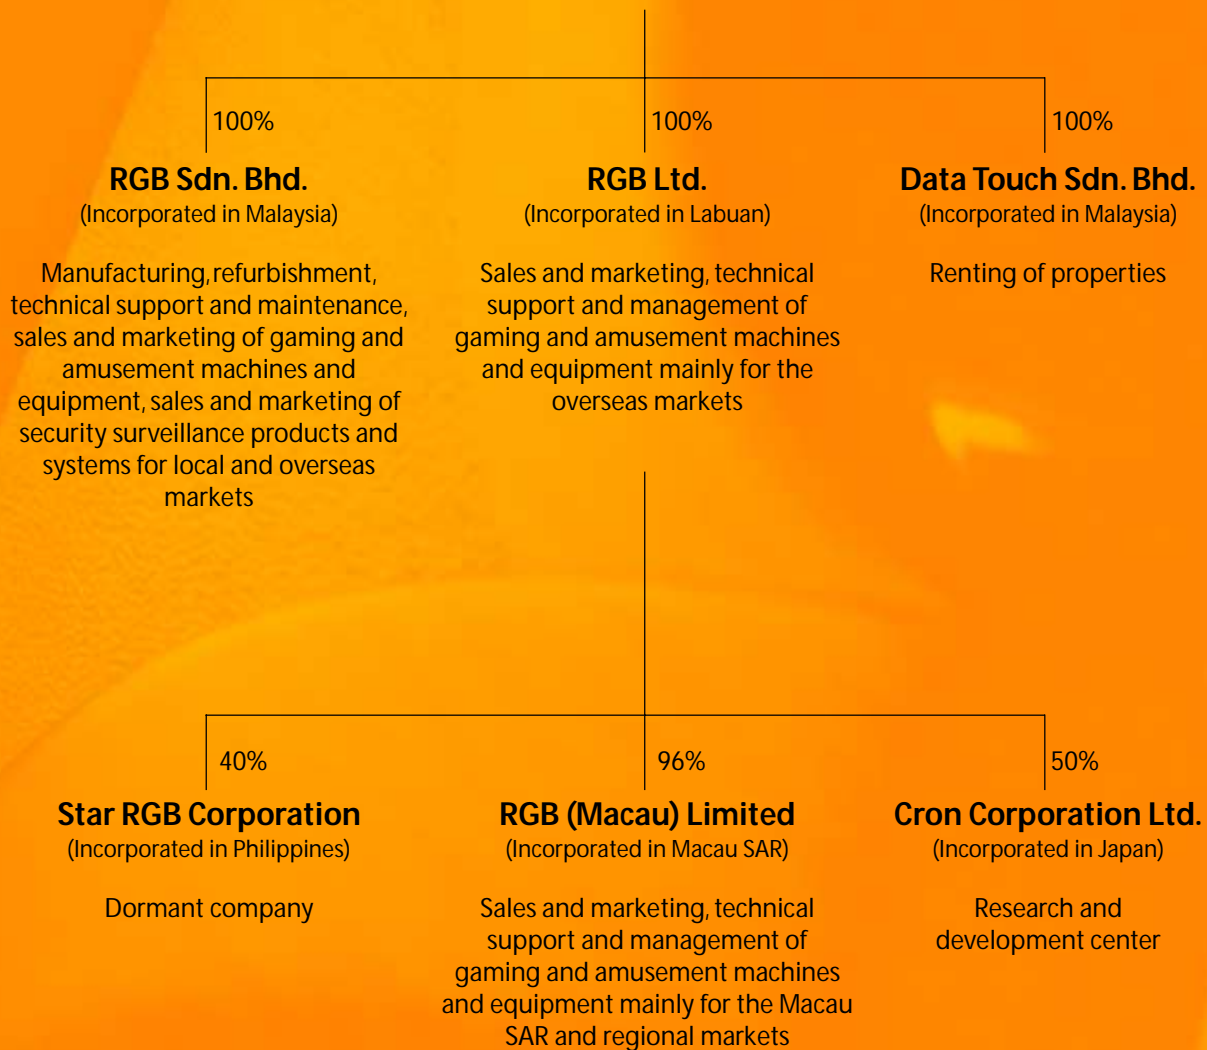 100%
RGB Sdn. Bhd.
(Incorporated in Malaysia)
Manufacturing, refurbishment,
technical support and maintenance,
sales and marketing of gaming and
amusement machines and
equipment, sales and marketing of
security surveillance products and
systems for local and overseas
markets
100%
RGB Ltd.
(Incorporated in Labuan)
Sales and marketing, technical
support and management of
gaming and amusement machines
and equipment mainly for the
overseas markets
100%
Data Touch Sdn. Bhd.
(Incorporated in Malaysia)
Renting of properties
40%
Star RGB Corporation
(Incorporated in Philippines)
Dormant company
96%
RGB (Macau) Limited
(Incorporated in Macau SAR)
Sales and marketing, technical
support and management of
gaming and amusement machines
and equipment mainly for the Macau
SAR and regional markets
50%
Cron Corporation Ltd.
(Incorporated in Japan)
Research and
development center